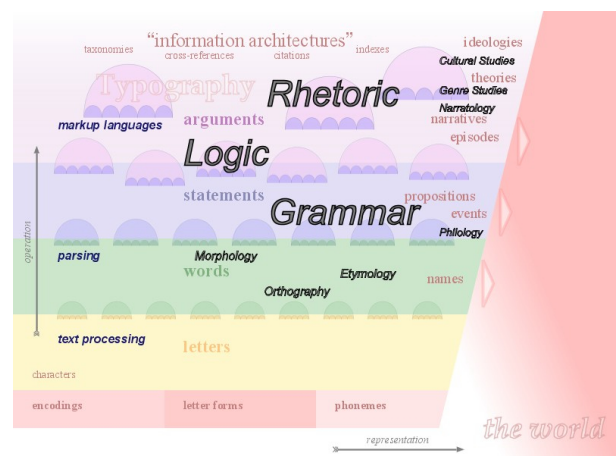 "information architectures"
ideologies
taxonomies
cross-references
citations
indexes
Cultural Studies
theories
Typography
Rhetoric
Genre Studies
Narratology
markup languages
arguments
narratives
episodes
Logic
statements
propositions
Grammar
events
Philology
operation
parsing
Morphology
words
Etymology
names
Orthography
text processing
letters
characters
encodings
letter forms
phonemes
the world
representation